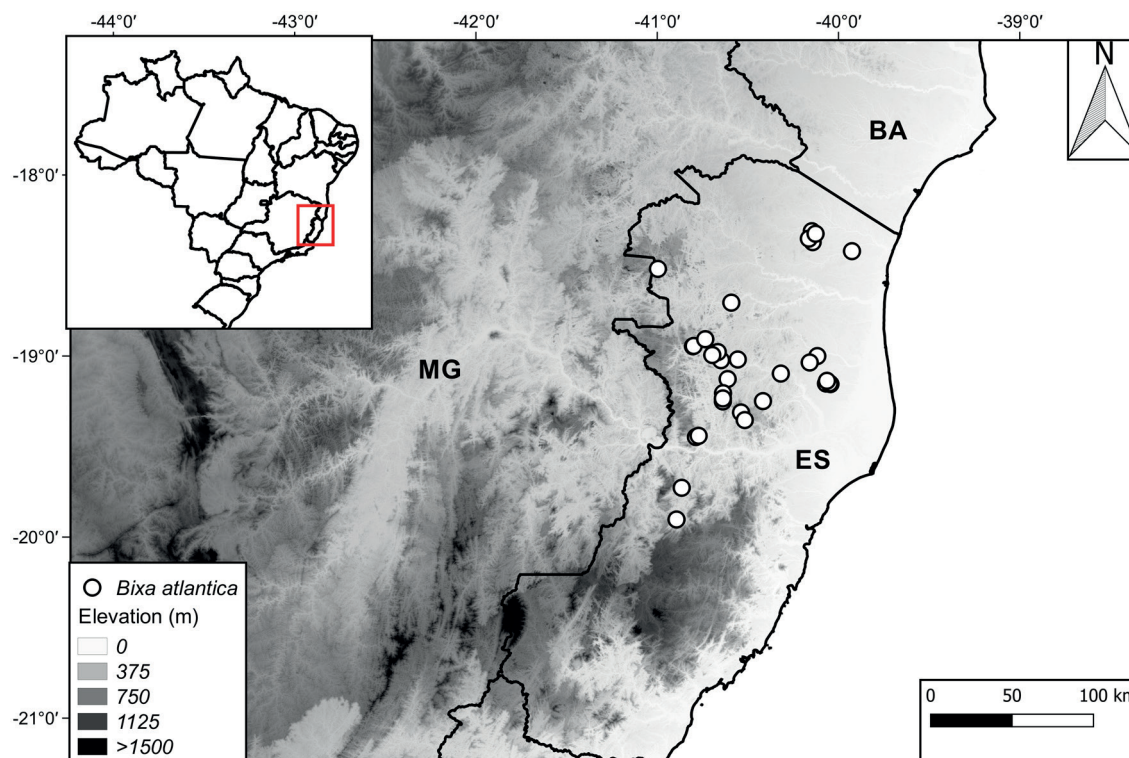 -44°0′ -43°0′ -42°0′ -41°0′ -40°0′ -39°0′
N
BA
-18°0′
-19°0′
MG
ES
-20°0′
Bixa atlantica
Elevation (m)
0
375
750
1125
>1500
-21°0′
0 50 100 km